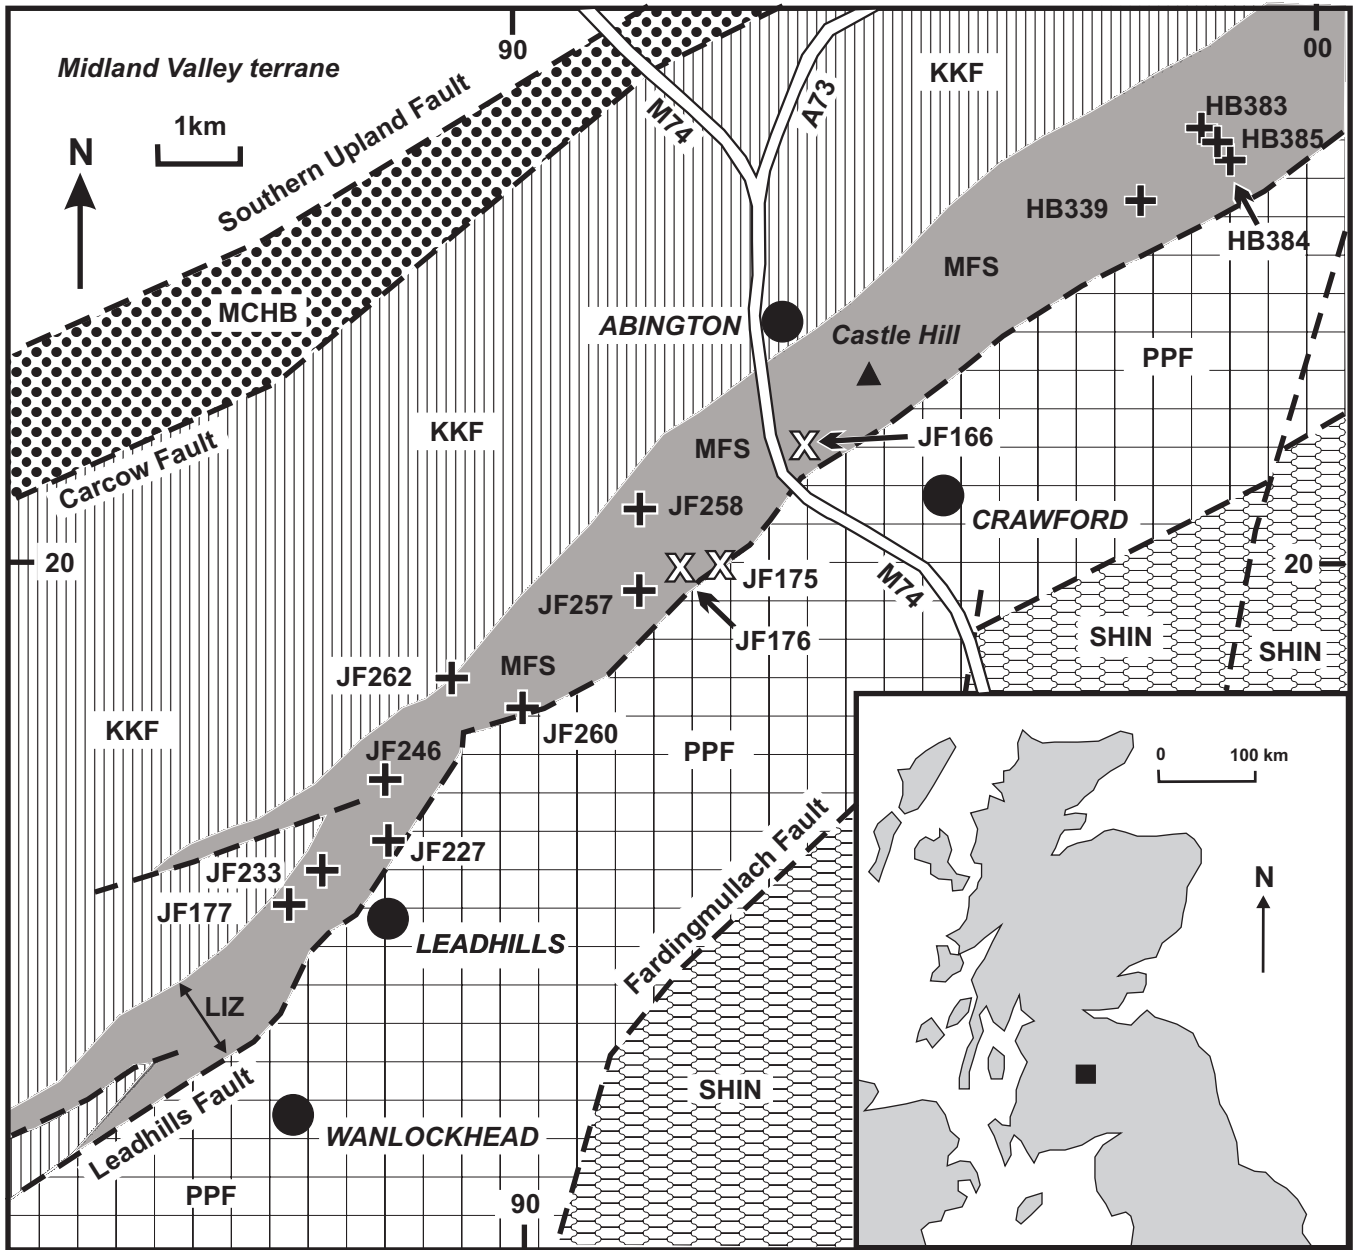 90
00
Midland Valley terrane
KKF
Southern Upland Fault
1km
M74
A73
HB383
HB385
N
HB339
HB384
MFS
MCHB
ABINGTON
Castle Hill
PPF
KKF
MFS
JF166
Carcow Fault
JF258
CRAWFORD
20
20
JF175
M74
JF257
JF176
SHIN
SHIN
MFS
JF262
KKF
JF260
JF246
PPF
0 100 km
JF227
Fardingmullach Fault
JF233
JF177
N
LEADHILLS
LIZ
SHIN
Leadhills Fault
WANLOCKHEAD
PPF
90